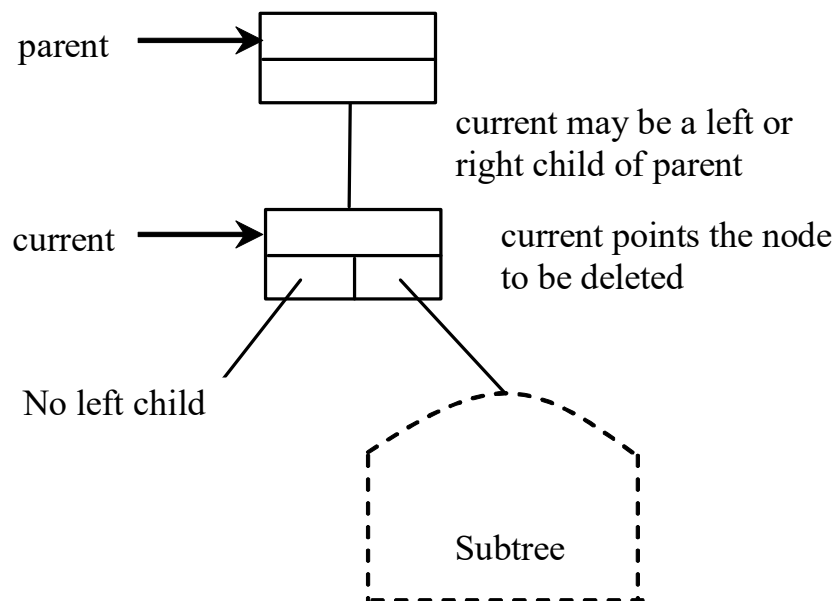 parent
current may be a left or
right child of parent
current
current points the node
to be deleted
No left child
Subtree